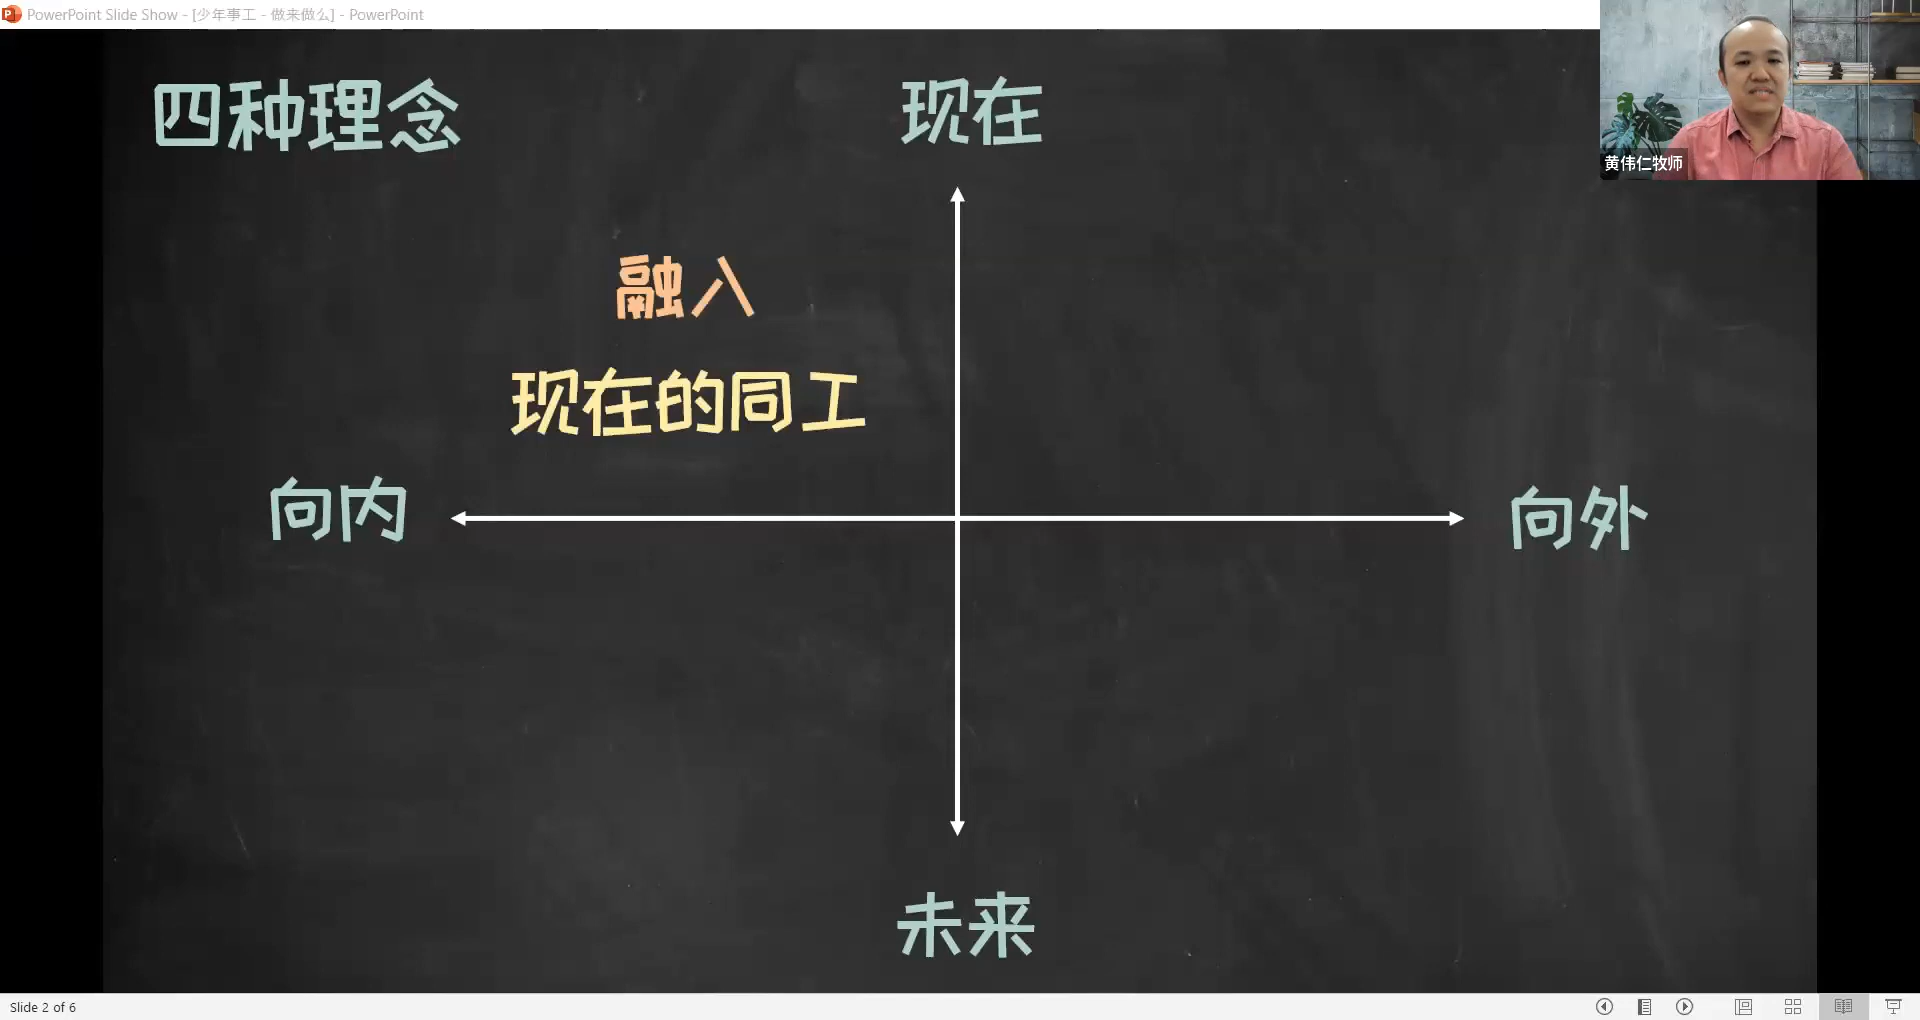 PowerPoint Slide Show - [少年事工 - 做来做么] - PowerPoint
四种理念
现在
黄伟仁牧师
融入
现在的同工
向内
向外
未来
Slide 2 of 6